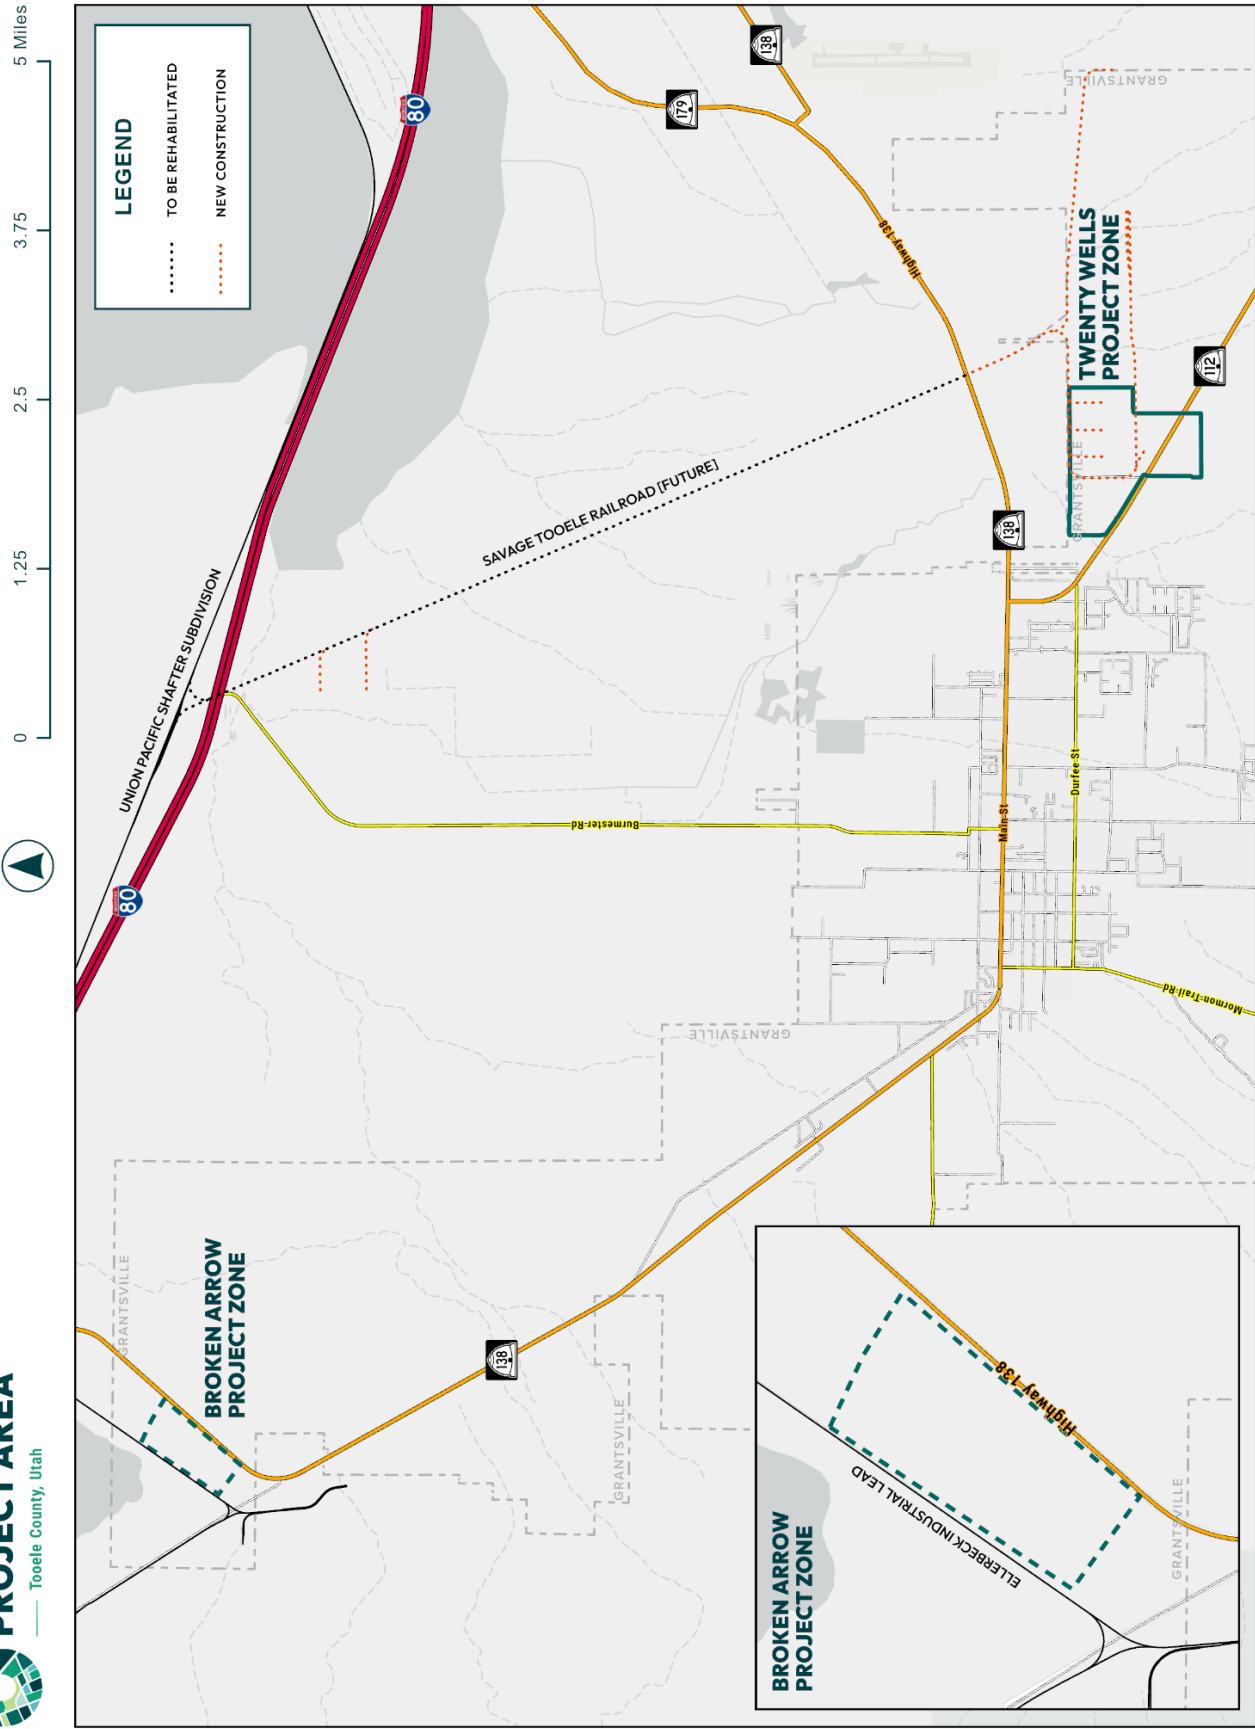 PROJECT AREA
Tooele County, Utah
0
1.25
2.5
3.75
5 Miles
LEGEND
TO BE REHABILITATED
NEW CONSTRUCTION
80
80
UNION PACIFIC SHAFTER SUBDIVISION
SAVAGE TOOELE RAILROAD [FUTURE]
GRANTSVILLE
BROKEN ARROW
PROJECT ZONE
138
GRANTSVILLE
GRANTSVILLE
Burmester Rd
179
138
Highway 138
GRANTSVILLE
138
Main St
Durfee St
Mormon Trail Rd
GRANTSVILLE
TWENTY WELLS
PROJECT ZONE
112
BROKEN ARROW
PROJECT ZONE
ELLERBECK INDUSTRIAL LEAD
Highway 138
GRANTSVILLE